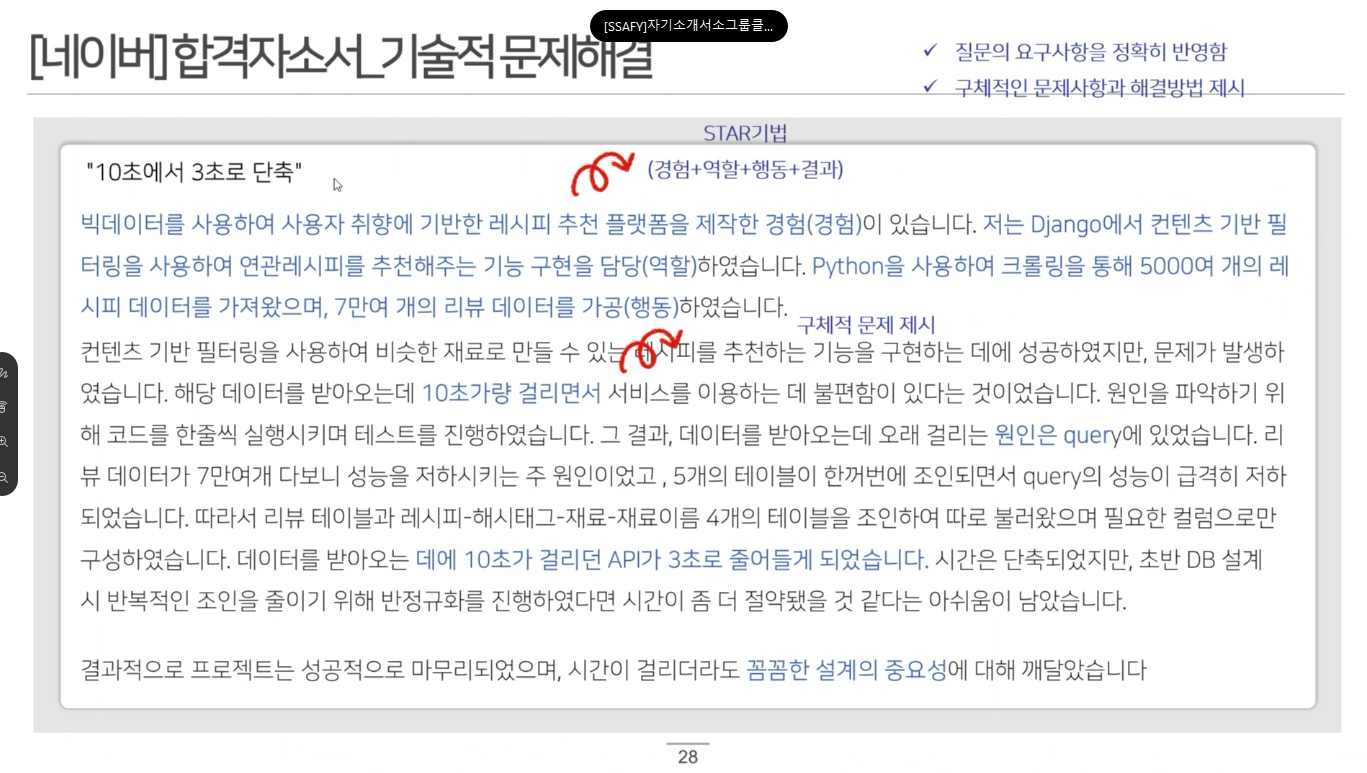 [SSAFY]자기소개서소그룹클...
[네이버] 합격자소서_기술적 문제해결
✓ 질문의 요구사항을 정확히 반영함
✓ 구체적인 문제사항과 해결방법 제시
STAR기법
(경험+역할+행동+결과)
"10초에서 3초로 단축"
빅데이터를 사용하여 사용자 취향에 기반한 레시피 추천 플랫폼을 제작한 경험(경험)이 있습니다. 저는 Django에서 컨텐츠 기반 필
터링을 사용하여 연관레시피를 추천해주는 기능 구현을 담당(역할)하였습니다. Python을 사용하여 크롤링을 통해 5000여 개의 레
시피 데이터를 가져왔으며, 7만여 개의 리뷰 데이터를 가공(행동)하였습니다.
구체적 문제 제시
컨텐츠 기반 필터링을 사용하여 비슷한 재료로 만들 수 있는 레시피를 추천하는 기능을 구현하는 데에 성공하였지만, 문제가 발생하
였습니다. 해당 데이터를 받아오는데 10초가량 걸리면서 서비스를 이용하는 데 불편함이 있다는 것이었습니다. 원인을 파악하기 위
해 코드를 한줄씩 실행시키며 테스트를 진행하였습니다. 그 결과, 데이터를 받아오는데 오래 걸리는 원인은 query에 있었습니다. 리
뷰 데이터가 7만여개 다보니 성능을 저하시키는 주 원인이었고 , 5개의 테이블이 한꺼번에 조인되면서 query의 성능이 급격히 저하
되었습니다. 따라서 리뷰 테이블과 레시피-해시태그-재료-재료이름 4개의 테이블을 조인하여 따로 불러왔으며 필요한 컬럼으로만
구성하였습니다. 데이터를 받아오는 데에 10초가 걸리던 API가 3초로 줄어들게 되었습니다. 시간은 단축되었지만, 초반 DB 설계
시 반복적인 조인을 줄이기 위해 반정규화를 진행하였다면 시간이 좀 더 절약됐을 것 같다는 아쉬움이 남았습니다.
결과적으로 프로젝트는 성공적으로 마무리되었으며, 시간이 걸리더라도 꼼꼼한 설계의 중요성에 대해 깨달았습니다
28